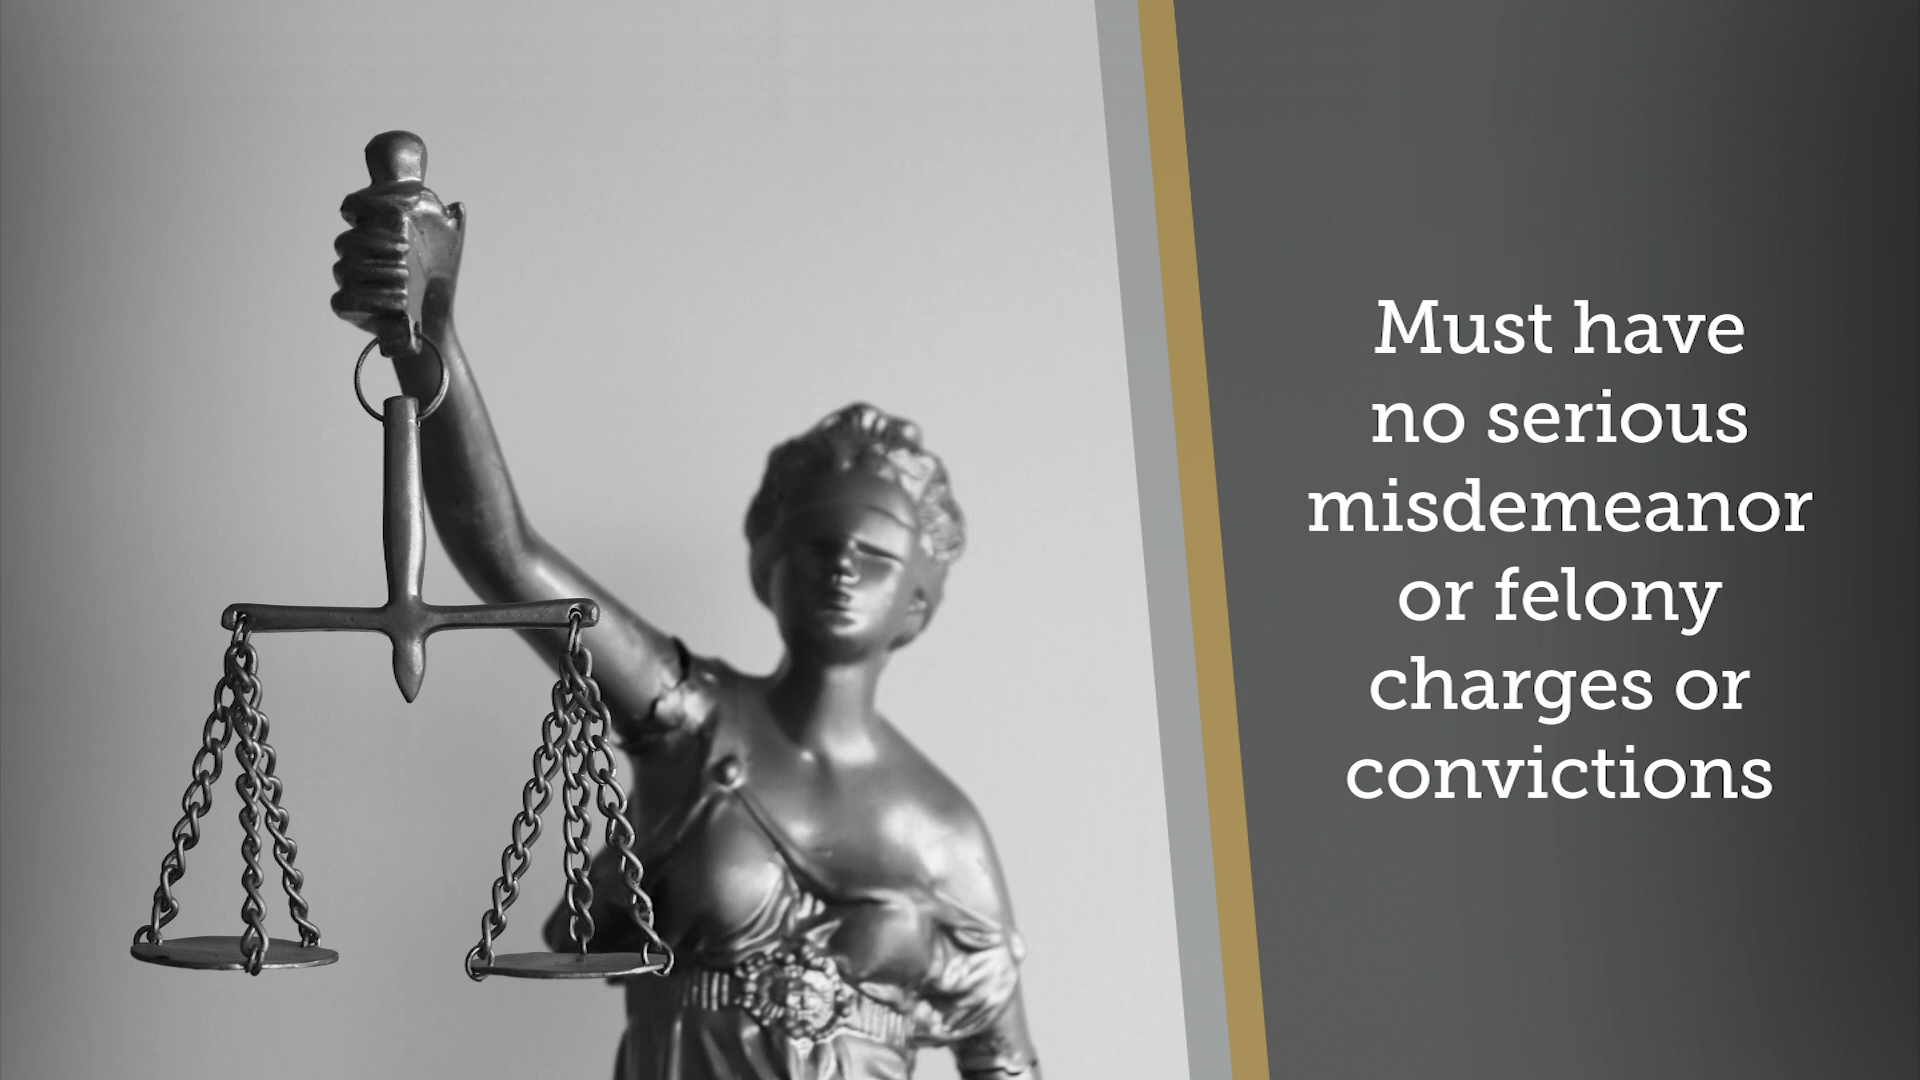 Must have
no serious
misdemeanor
or felony
charges or
convictions